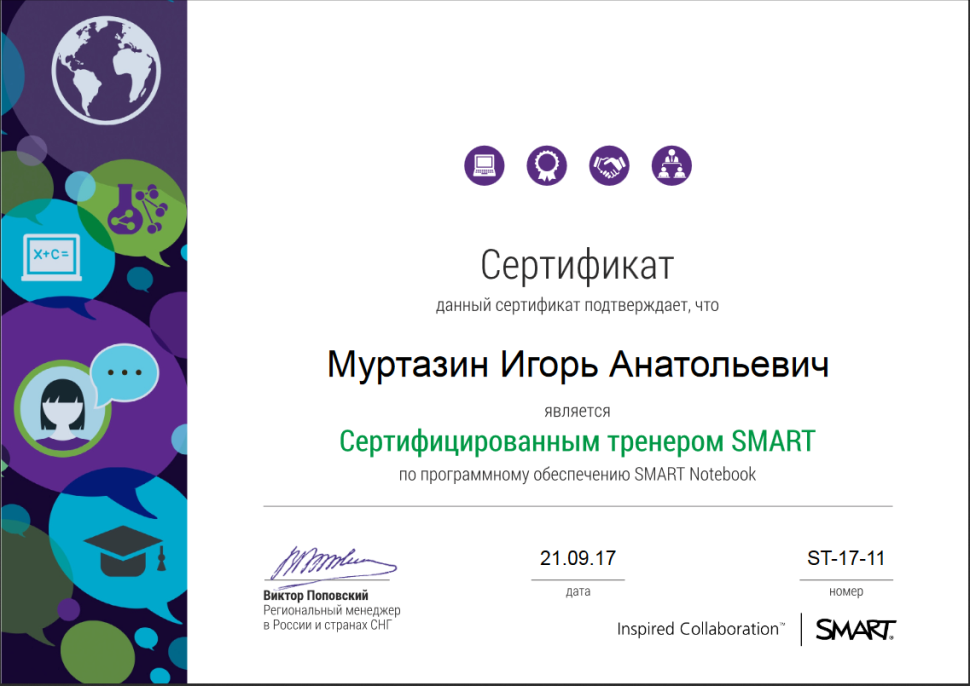 X+C=
Сертификат
данный сертификат подтверждает, что
Муртазин Игорь Анатольевич
является
Сертифицированным тренером SMART
по программному обеспечению SMART Notebook
Виктор Поповский
Региональный менеджер
в России и странах СНГ
21.09.17
дата
ST-17-11
номер
Inspired Collaboration™
SMART®